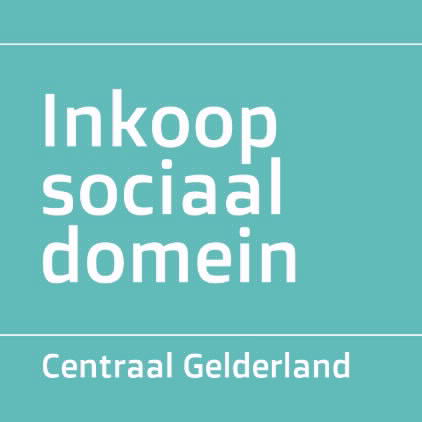 Inkoop
sociaal
domein
Centraal Gelderland